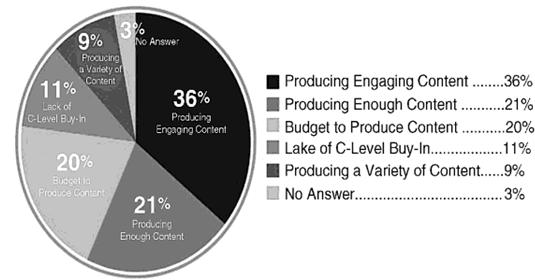 3%
No Answer
9%
Producing
a Variety of
Content
11%
Lack of
C-Level Buy-In
36%
Producing
Engaging Content
20%
Budget to
Produce Content
21%
Producing
Enough Content
Producing Engaging Content ........36%
Producing Enough Content ..........21%
Budget to Produce Content .........20%
Lake of C-Level Buy-In.................11%
Producing a Variety of Content.....9%
No Answer...................................3%